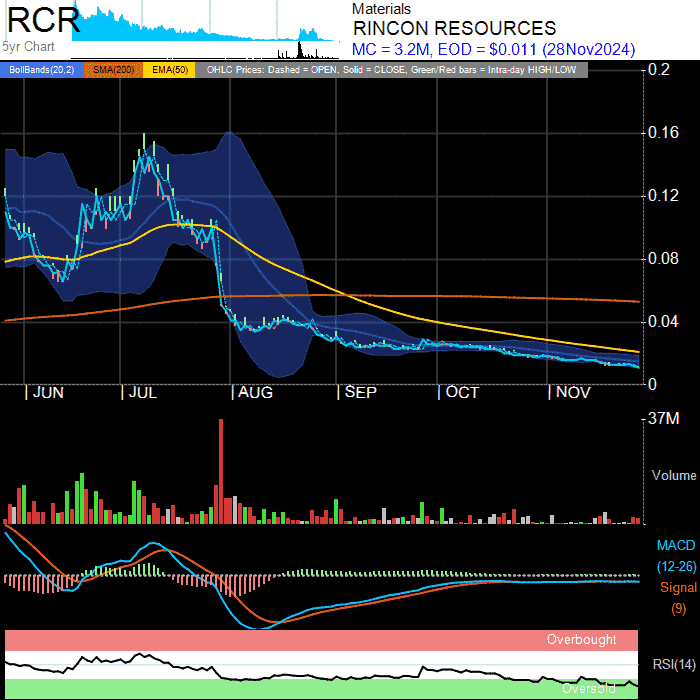 RCR
5yr Chart
Materials
RINCON RESOURCES
MC = 3.2M, EOD = $0.011 (28Nov2024)
BollBands(20,2) SMA(200) EMA(50) OHLC Prices: Dashed = OPEN, Solid = CLOSE, Green/Red bars = Intra-day HIGH/LOW
0.2
0.16
0.12
0.08
0.04
0
JUN JUL AUG SEP OCT NOV
37M
Volume
MACD
(12-26)
Signal
(9)
Overbought
RSI(14)
Oversold